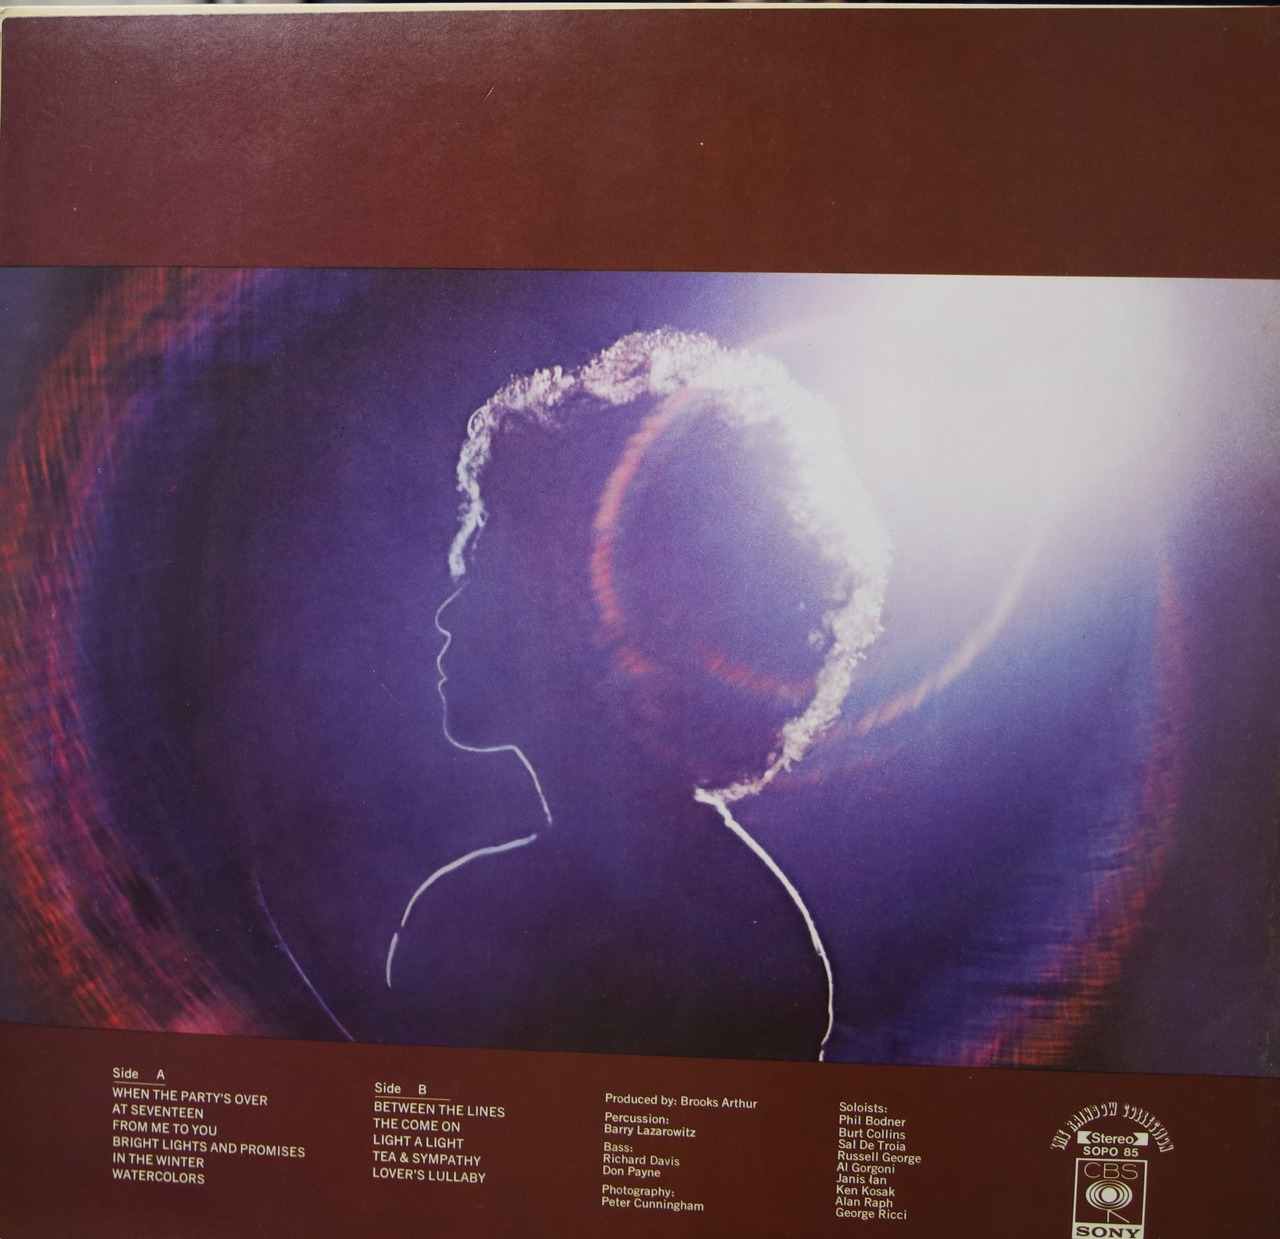 Side A
WHEN THE PARTY'S OVER
AT SEVENTEEN
FROM ME TO YOU
BRIGHT LIGHTS AND PROMISES
IN THE WINTER
WATERCOLORS
Side B
BETWEEN THE LINES
THE COME ON
LIGHT A LIGHT
TEA & SYMPATHY
LOVER'S LULLABY
Produced by: Brooks Arthur
Percussion:
Barry Lazarowitz
Bass:
Richard Davis
Don Payne
Photography:
Peter Cunningham
Soloists:
Phil Bodner
Burt Collins
Sal De Troia
Russell George
Al Gorgoni
Janis Ian
Ken Kosak
Alan Raph
George Ricci
THE RAINBOW COLLECTION
Stereo
SOPO 85
CBS
SONY